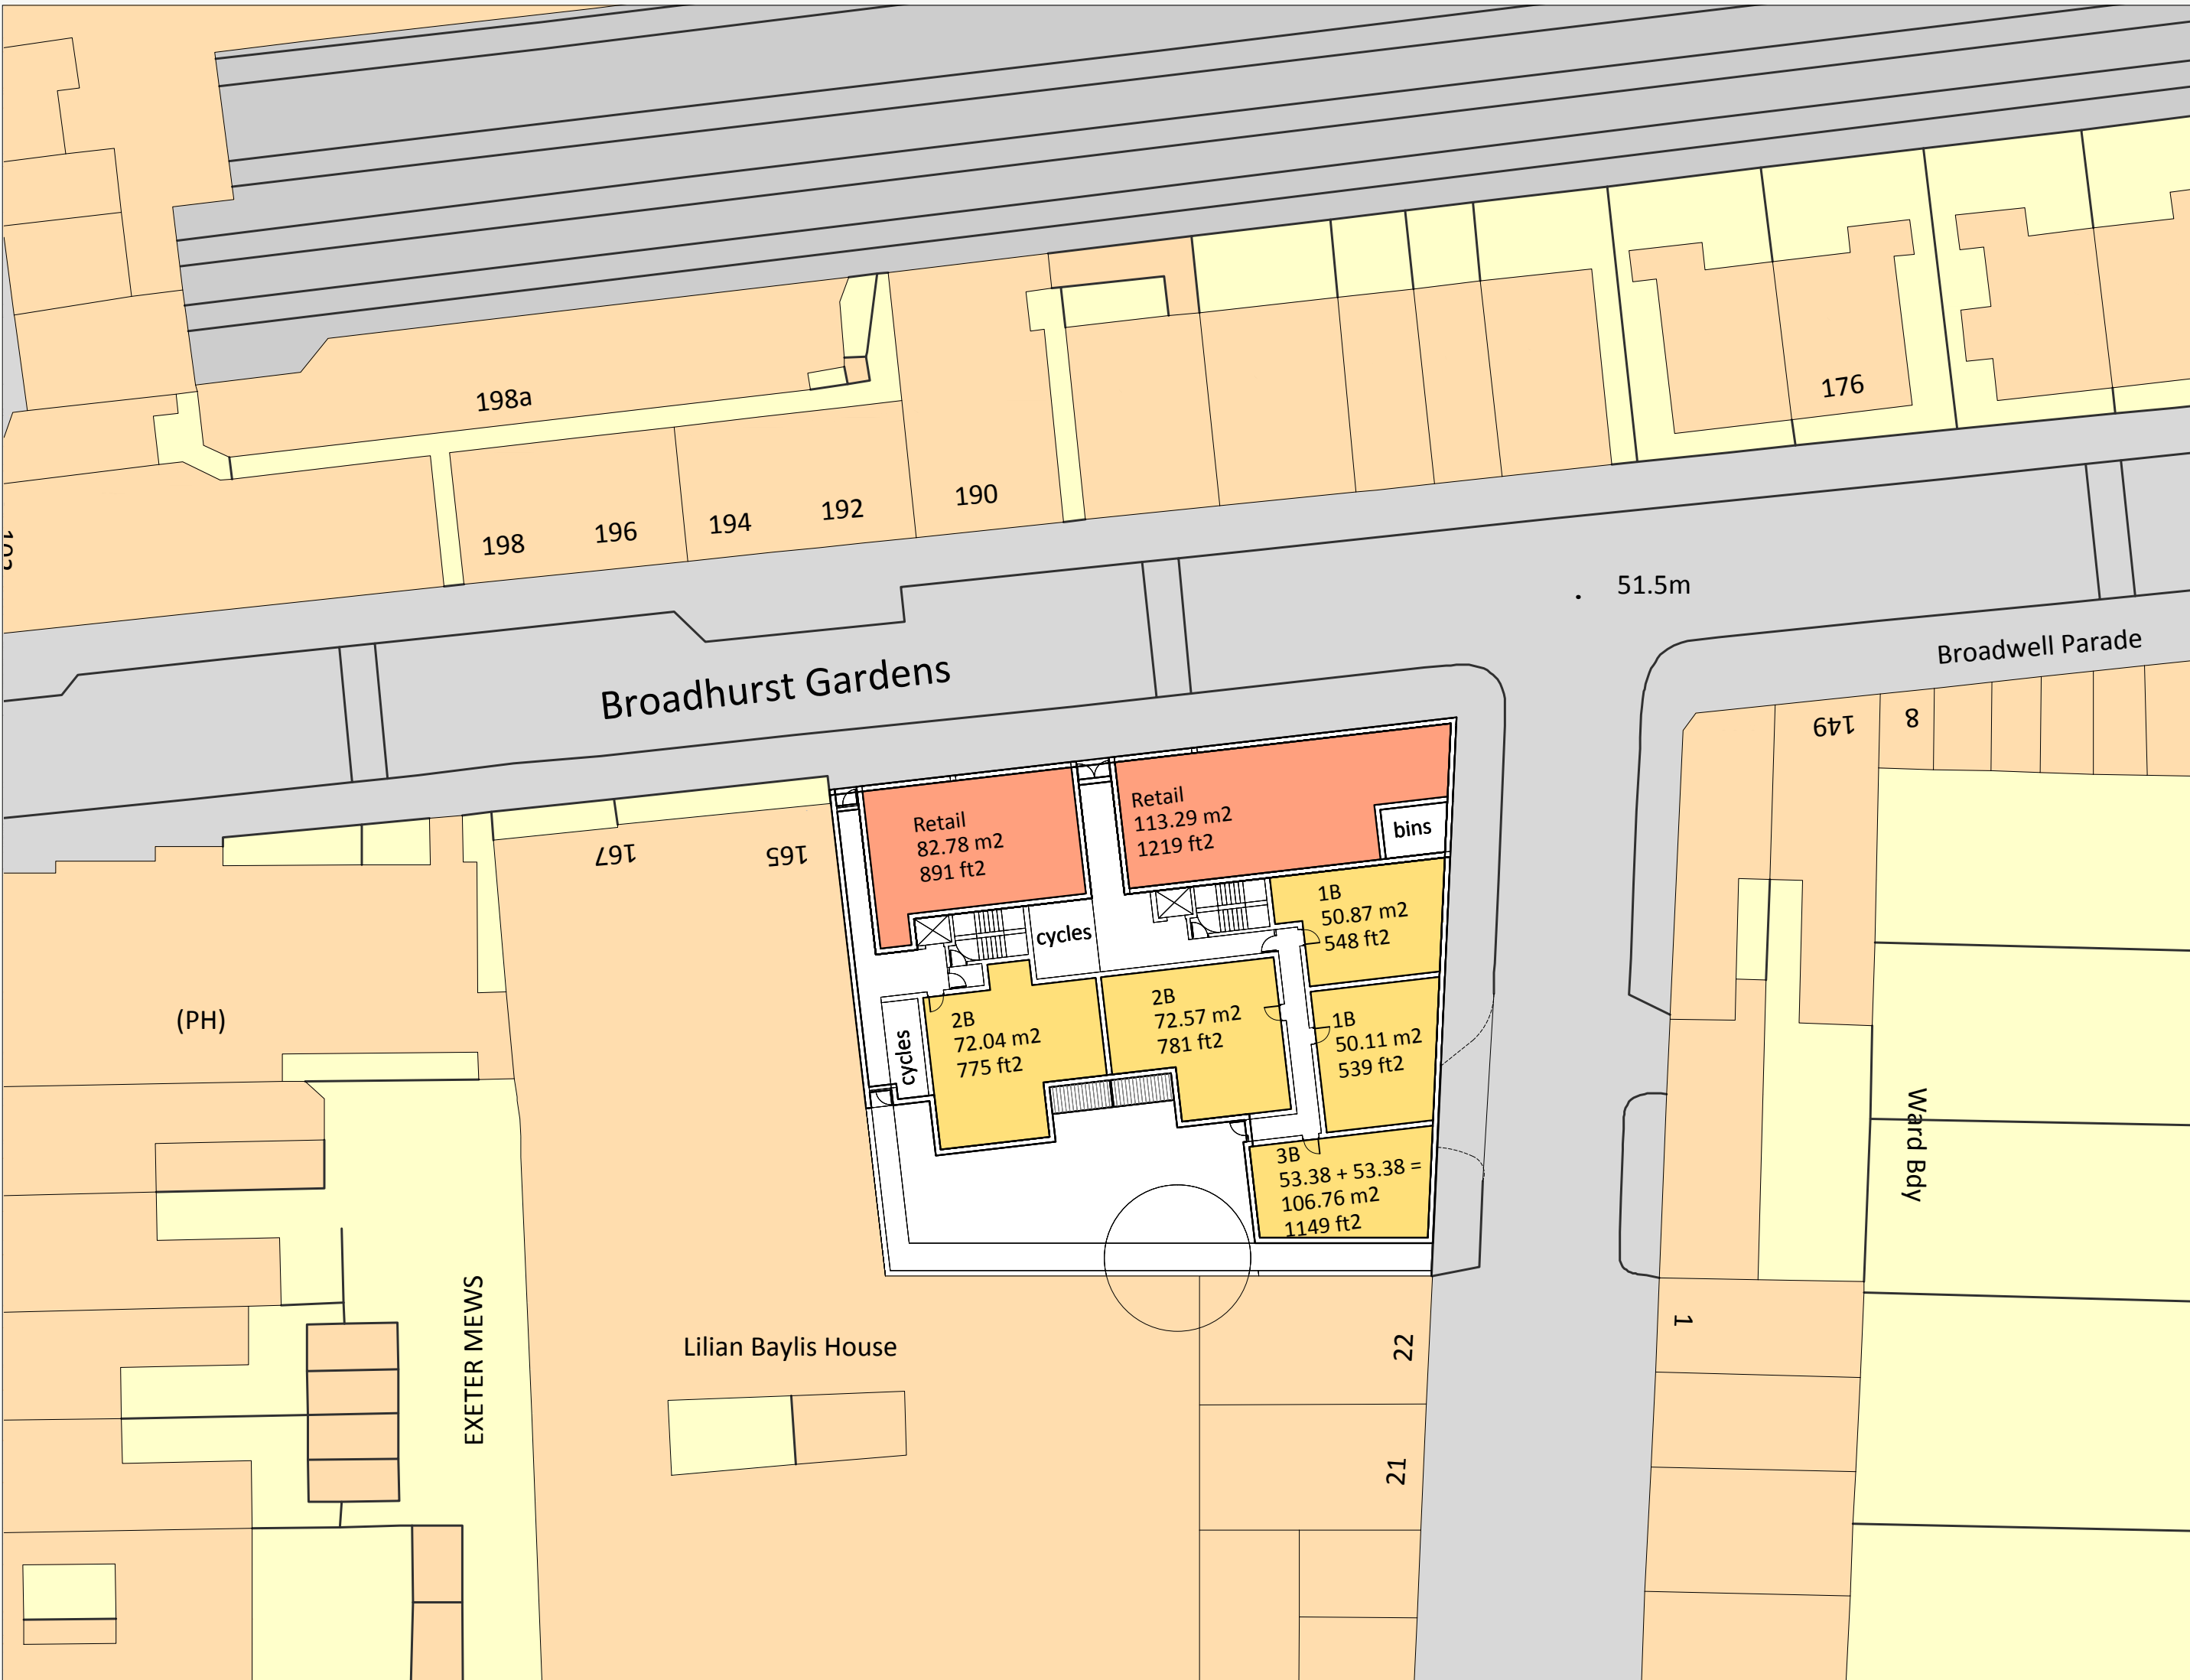 198a
176
198
196
194
192
190
51.5m
Broadwell Parade
Broadhurst Gardens
149
8
167
165
Retail
82.78 m2
891 ft2
Retail
113.29 m2
1219 ft2
bins
1B
50.87 m2
548 ft2
cycles
2B
72.04 m2
775 ft2
2B
72.57 m2
781 ft2
1B
50.11 m2
539 ft2
cycles
(PH)
3B
53.38 + 53.38 =
106.76 m2
1149 ft2
Ward Bdy
EXETER MEWS
Lilian Baylis House
22
21
1